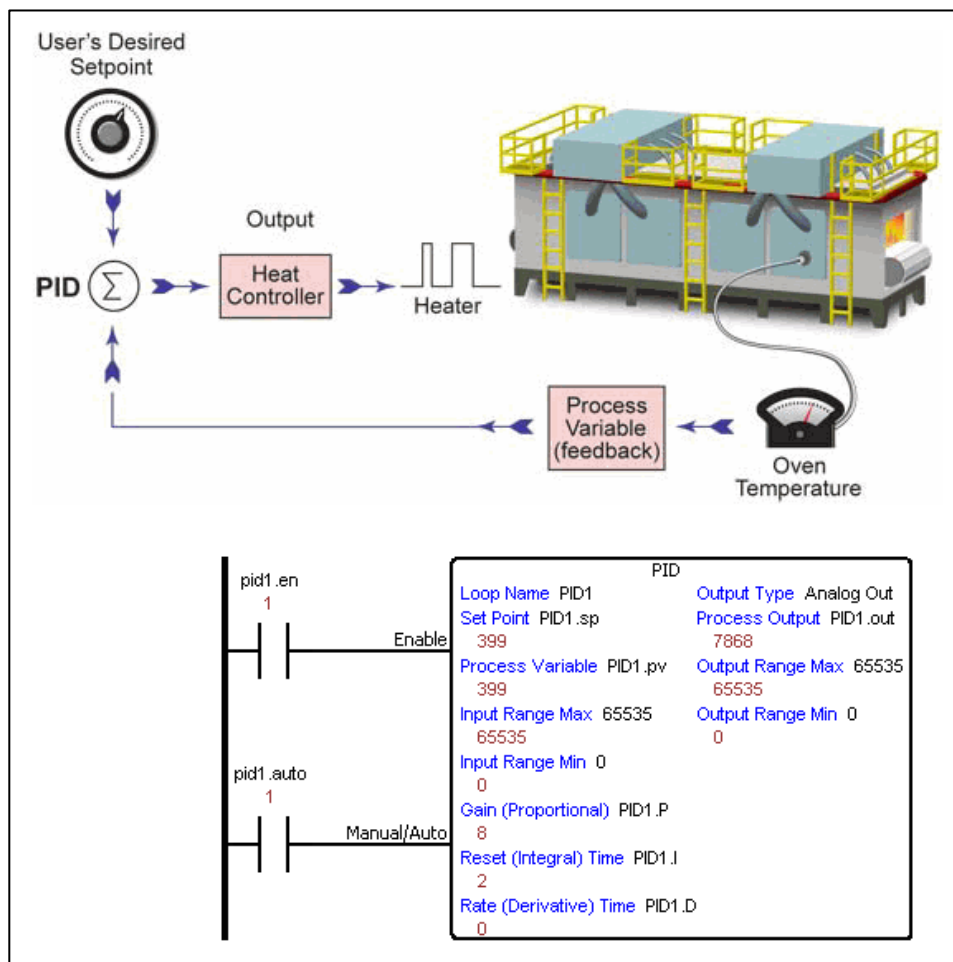 User's Desired
Setpoint
Output
PID
Σ
Heat
Controller
Heater
Process
Variable
(feedback)
Oven
Temperature
PID
pid1.en
1
Enable
Loop Name PID1
Output Type Analog Out
Set Point PID1.sp
Process Output PID1.out
399
7868
Process Variable PID1.pv
Output Range Max 65535
399
65535
Input Range Max 65535
Output Range Min 0
65535
0
Input Range Min 0
0
pid1.auto
1
Manual/Auto
Gain (Proportional) PID1.P
8
Reset (Integral) Time PID1.I
2
Rate (Derivative) Time PID1.D
0